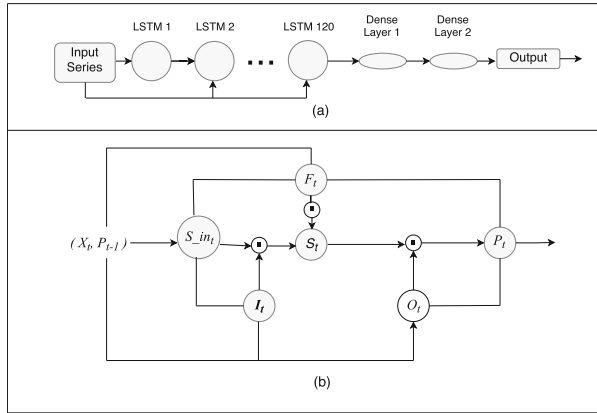 LSTM 1 LSTM 2 LSTM 120 Dense Layer 1 Dense Layer 2
Input Series
...
Output
(a)
F_t
(X_t, P_{t-1}) S_in_t S_t P_t
I_t O_t
(b)